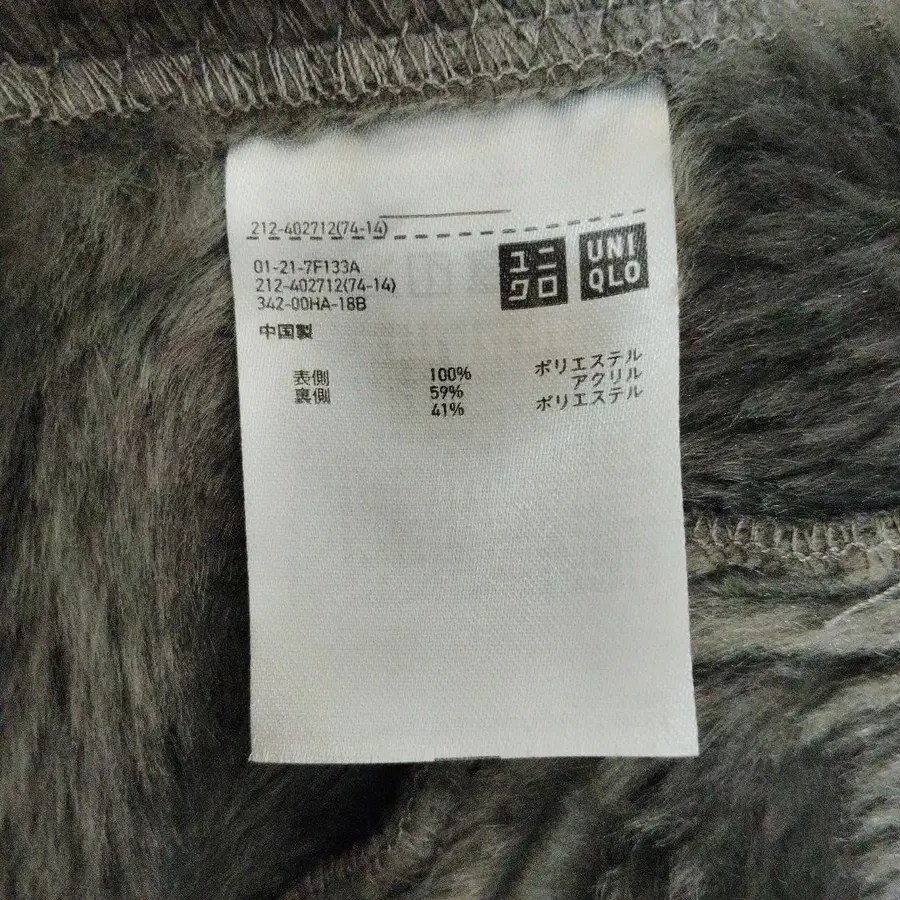 212-402712(74-14)
01-21-7F133A
212-402712(74-14)
342-00HA-18B
中国製
ユニクロ
UNIQLO
表側 100% ポリエステル
裏側 59% アクリル
41% ポリエステル